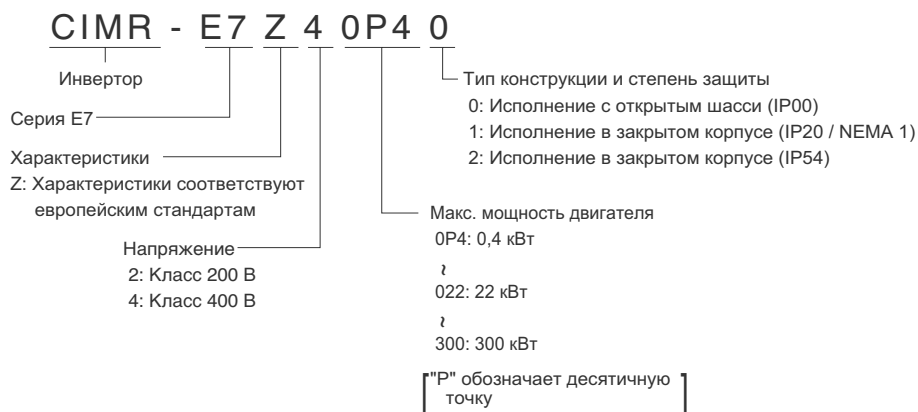 CIMR - E7 Z 4 0P4 0
Инвертор
Серия E7
Характеристики
Z: Характеристики соответствуют
европейским стандартам
Напряжение
2: Класс 200 В
4: Класс 400 В
Тип конструкции и степень защиты
0: Исполнение с открытым шасси (IP00)
1: Исполнение в закрытом корпусе (IP20 / NEMA 1)
2: Исполнение в закрытом корпусе (IP54)
Макс. мощность двигателя
0P4: 0,4 кВт
~
022: 22 кВт
~
300: 300 кВт
"P" обозначает десятичную
точку